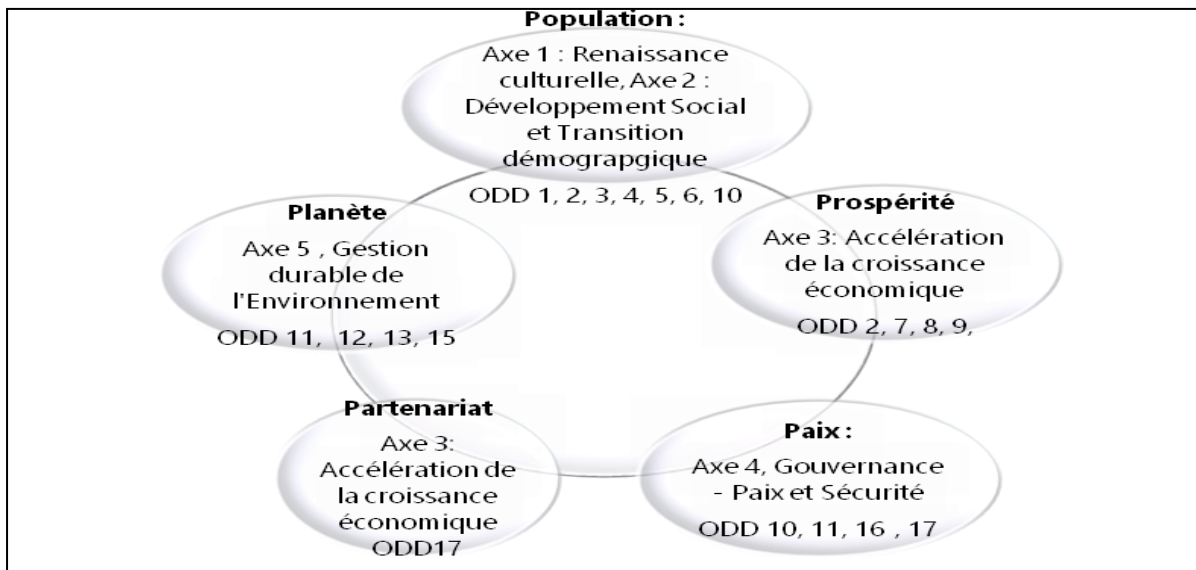 Population :
Axe 1 : Renaissance
culturelle, Axe 2 :
Développement Social
et Transition
démograpgique
ODD 1, 2, 3, 4, 5, 6, 10
Prospérité
Axe 3: Accélération
de la croissance
économique
ODD 2, 7, 8, 9,
Paix :
Axe 4, Gouvernance
- Paix et Sécurité
ODD 10, 11, 16 , 17
Partenariat
Axe 3:
Accélération de
la croissance
économique
ODD17
Planète
Axe 5 , Gestion
durable de
l'Environnement
ODD 11, 12, 13, 15